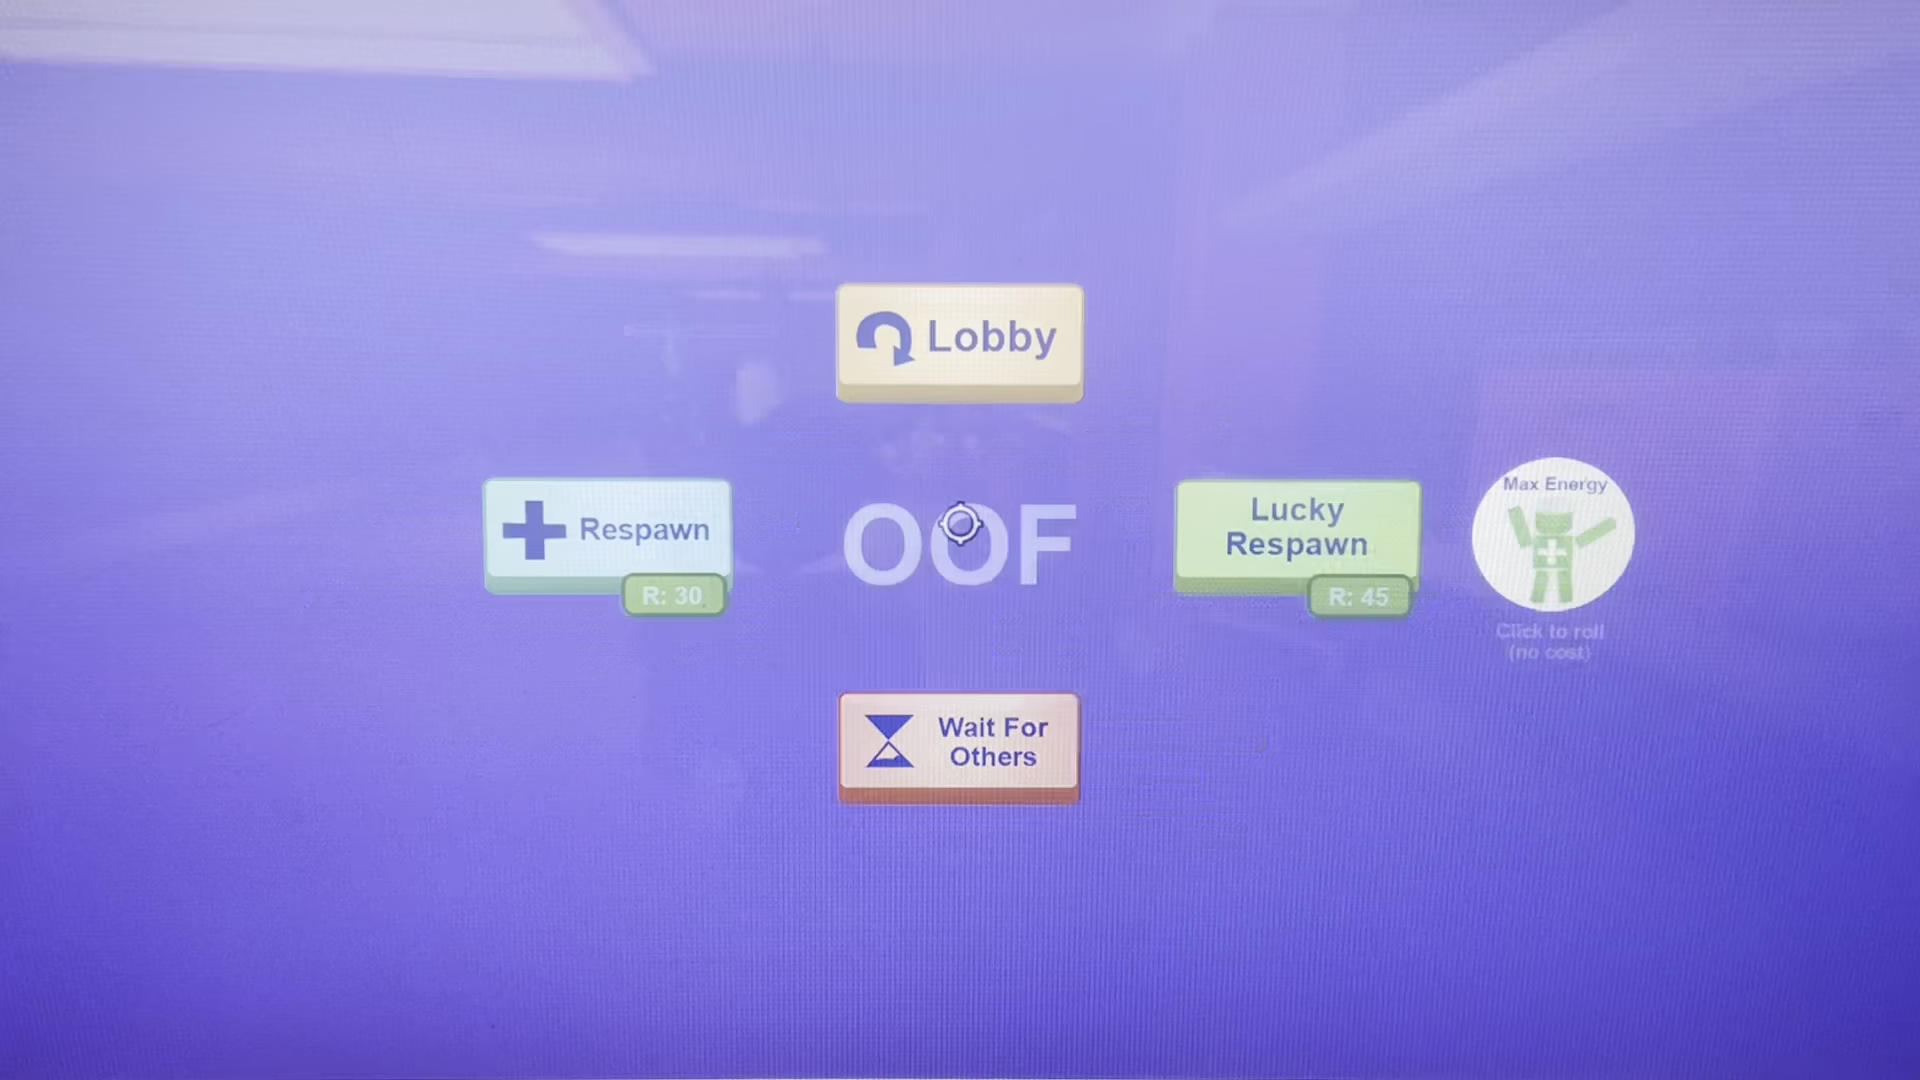 Lobby
Respawn
R: 30
OOF
Lucky
Respawn
R: 45
Max Energy
Click to roll
(no cost)
Wait For
Others